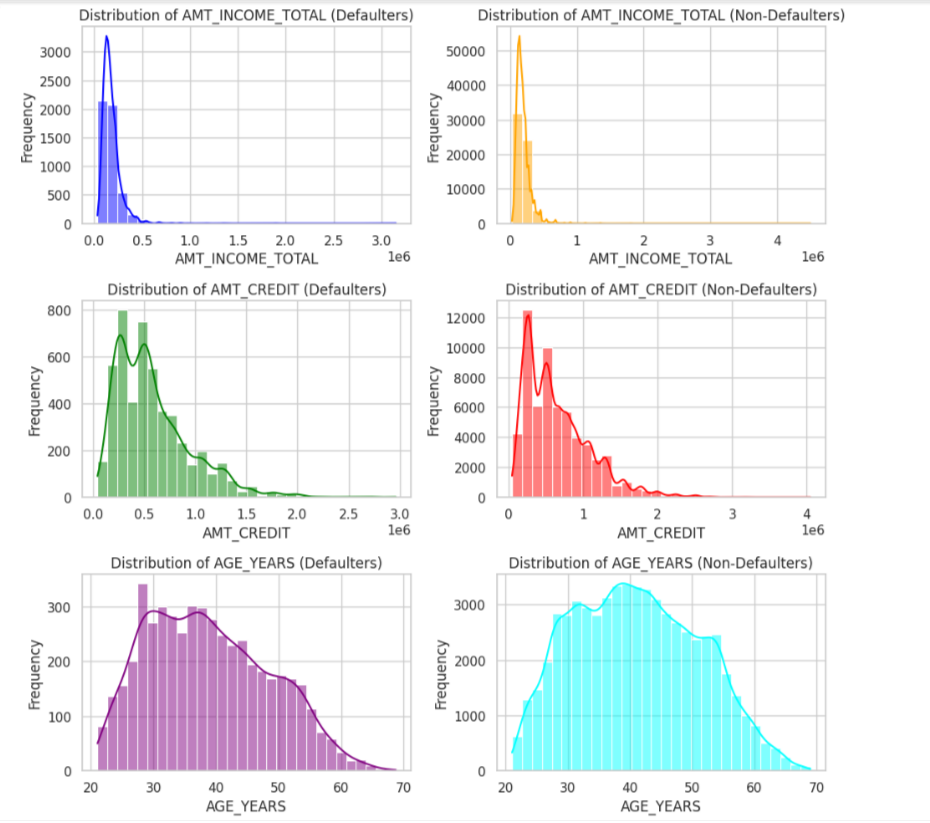 Distribution of AMT_INCOME_TOTAL (Defaulters)
Distribution of AMT_INCOME_TOTAL (Non-Defaulters)
Frequency
3000
2500
2000
1500
1000
500
0
0.0 0.5 1.0 1.5 2.0 2.5 3.0
1e6
AMT_INCOME_TOTAL
Frequency
50000
40000
30000
20000
10000
0
0 1 2 3 4
1e6
AMT_INCOME_TOTAL
Distribution of AMT_CREDIT (Defaulters)
Distribution of AMT_CREDIT (Non-Defaulters)
Frequency
800
600
400
200
0
0.0 0.5 1.0 1.5 2.0 2.5 3.0
1e6
AMT_CREDIT
Frequency
12000
10000
8000
6000
4000
2000
0
0 1 2 3 4
1e6
AMT_CREDIT
Distribution of AGE_YEARS (Defaulters)
Distribution of AGE_YEARS (Non-Defaulters)
Frequency
300
200
100
0
20 30 40 50 60 70
AGE_YEARS
Frequency
3000
2000
1000
0
20 30 40 50 60 70
AGE_YEARS